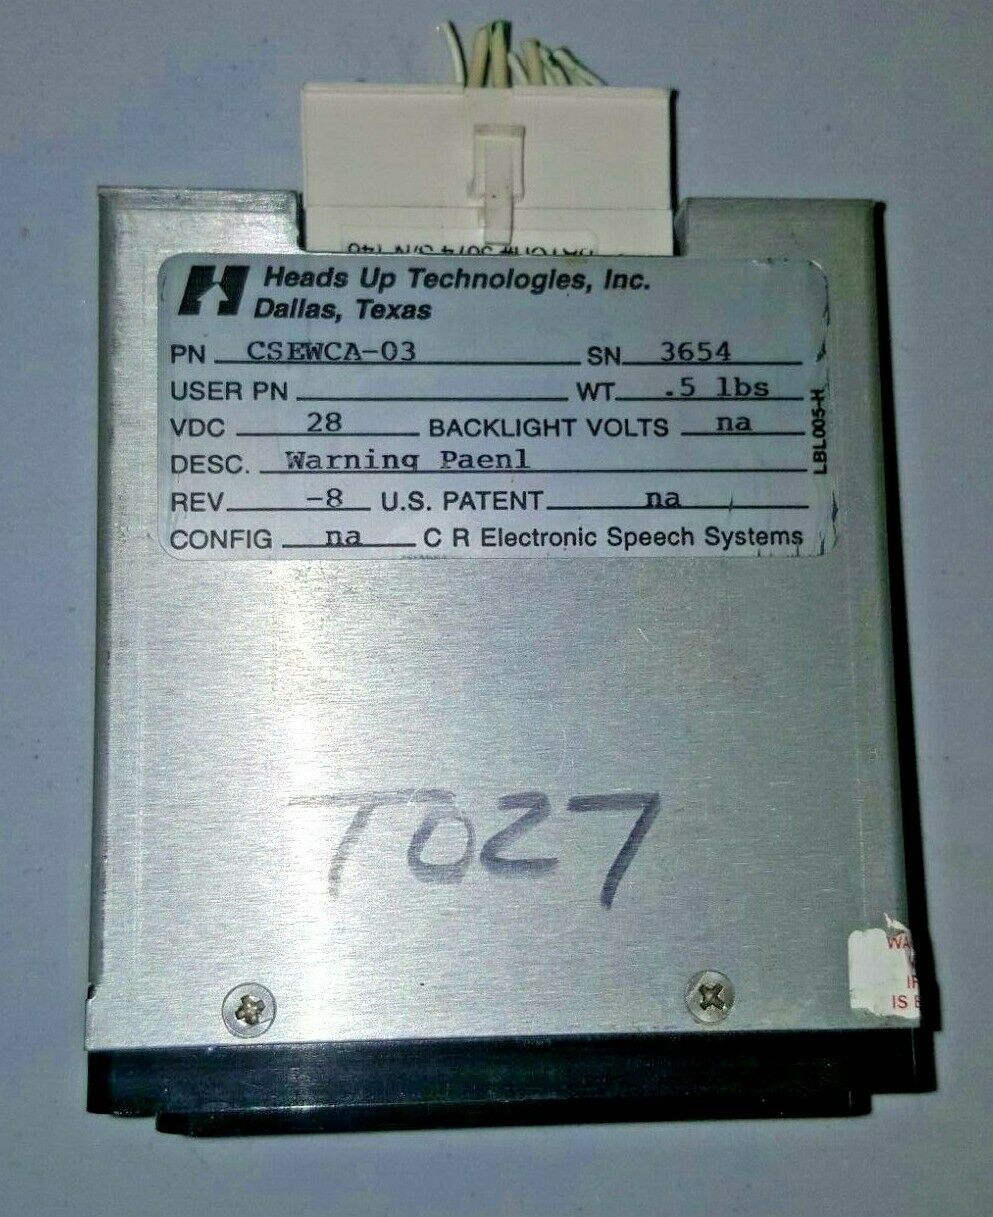 Heads Up Technologies, Inc.
Dallas, Texas
PN CSEWCA-03 SN 3654
USER PN WT .5 lbs
VDC 28 BACKLIGHT VOLTS na
DESC. Warning Paenl
REV -8 U.S. PATENT na
CONFIG na C R Electronic Speech Systems
LBL005-H
T027
IS